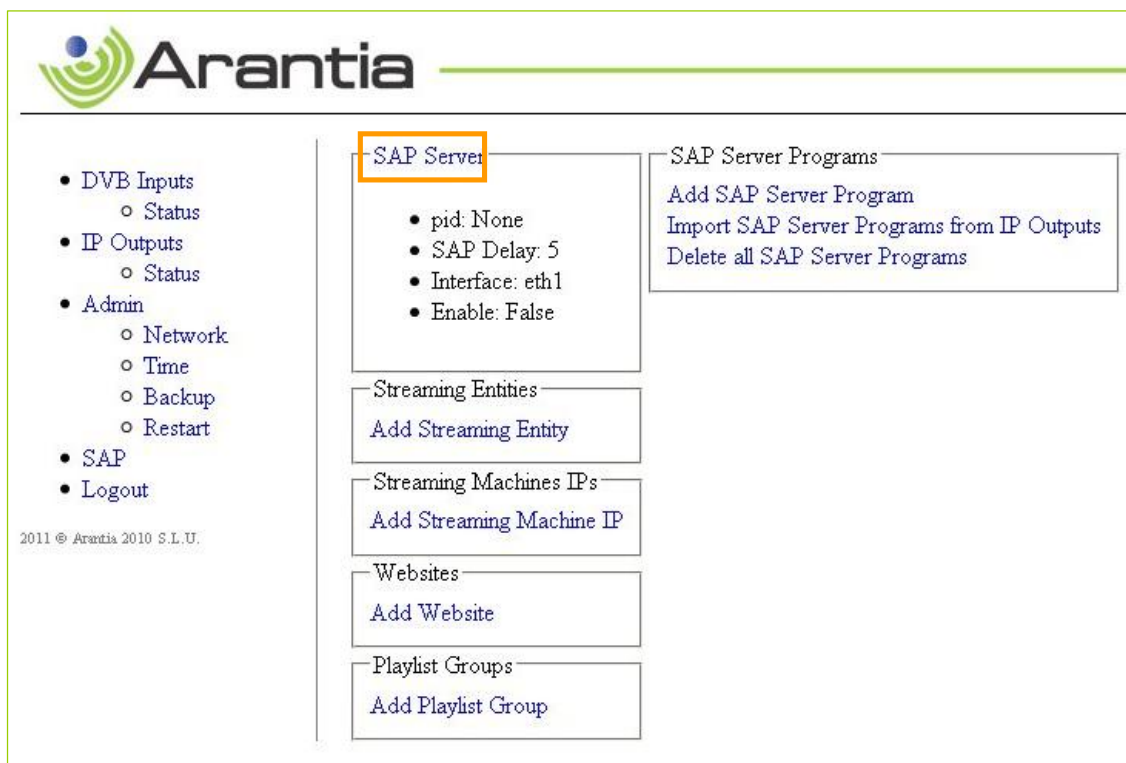 Arantia
DVB Inputs
Status
IP Outputs
Status
Admin
Network
Time
Backup
Restart
SAP
Logout
2011 © Arantia 2010 S.L.U.
SAP Server
pid: None
SAP Delay: 5
Interface: eth1
Enable: False
Streaming Entities
Add Streaming Entity
Streaming Machines IPs
Add Streaming Machine IP
Websites
Add Website
Playlist Groups
Add Playlist Group
SAP Server Programs
Add SAP Server Program
Import SAP Server Programs from IP Outputs
Delete all SAP Server Programs